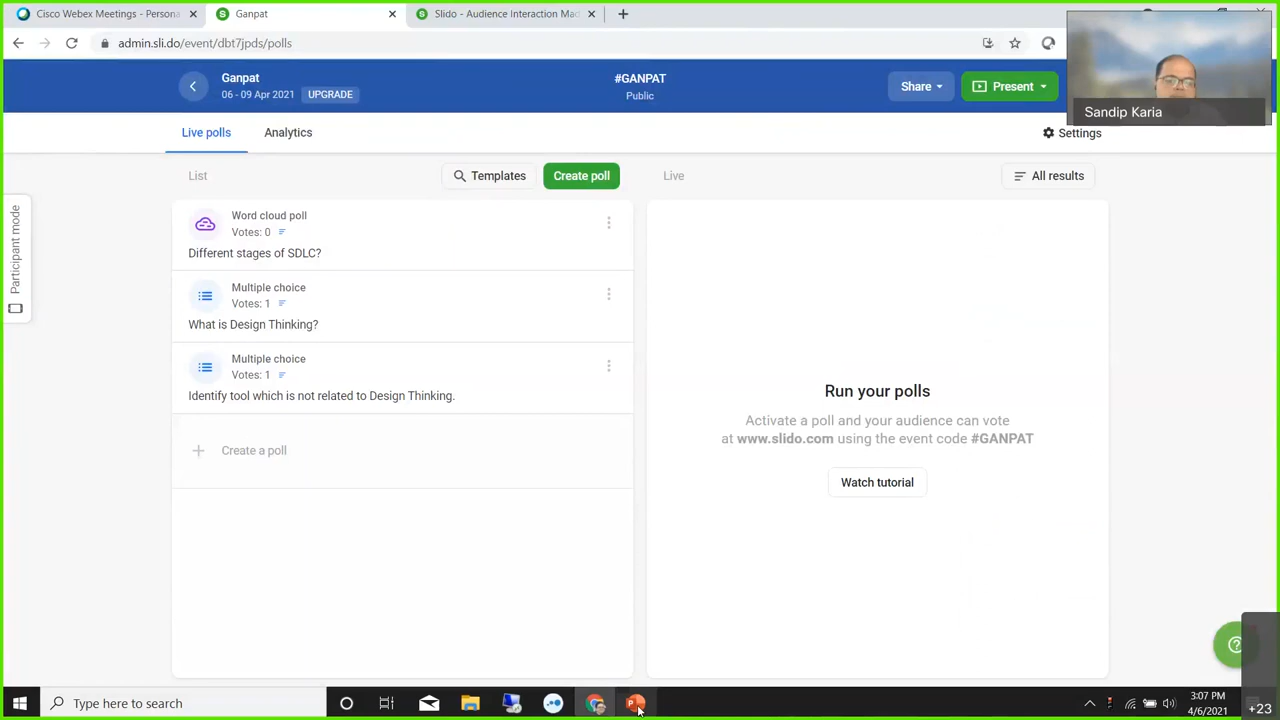 Cisco Webex Meetings - Persona
Ganpat
Slido - Audience Interaction Mad
admin.sli.do/event/dbt7jpds/polls
Ganpat
06 - 09 Apr 2021 UPGRADE
#GANPAT
Public
Share
Present
Sandip Karia
Live polls
Analytics
Settings
List
Templates
Create poll
Live
All results
Participant mode
Word cloud poll
Votes: 0
Different stages of SDLC?
Multiple choice
Votes: 1
What is Design Thinking?
Multiple choice
Votes: 1
Identify tool which is not related to Design Thinking.
Create a poll
Run your polls
Activate a poll and your audience can vote
at www.slido.com using the event code #GANPAT
Watch tutorial
Type here to search
3:07 PM
4/6/2021
+23